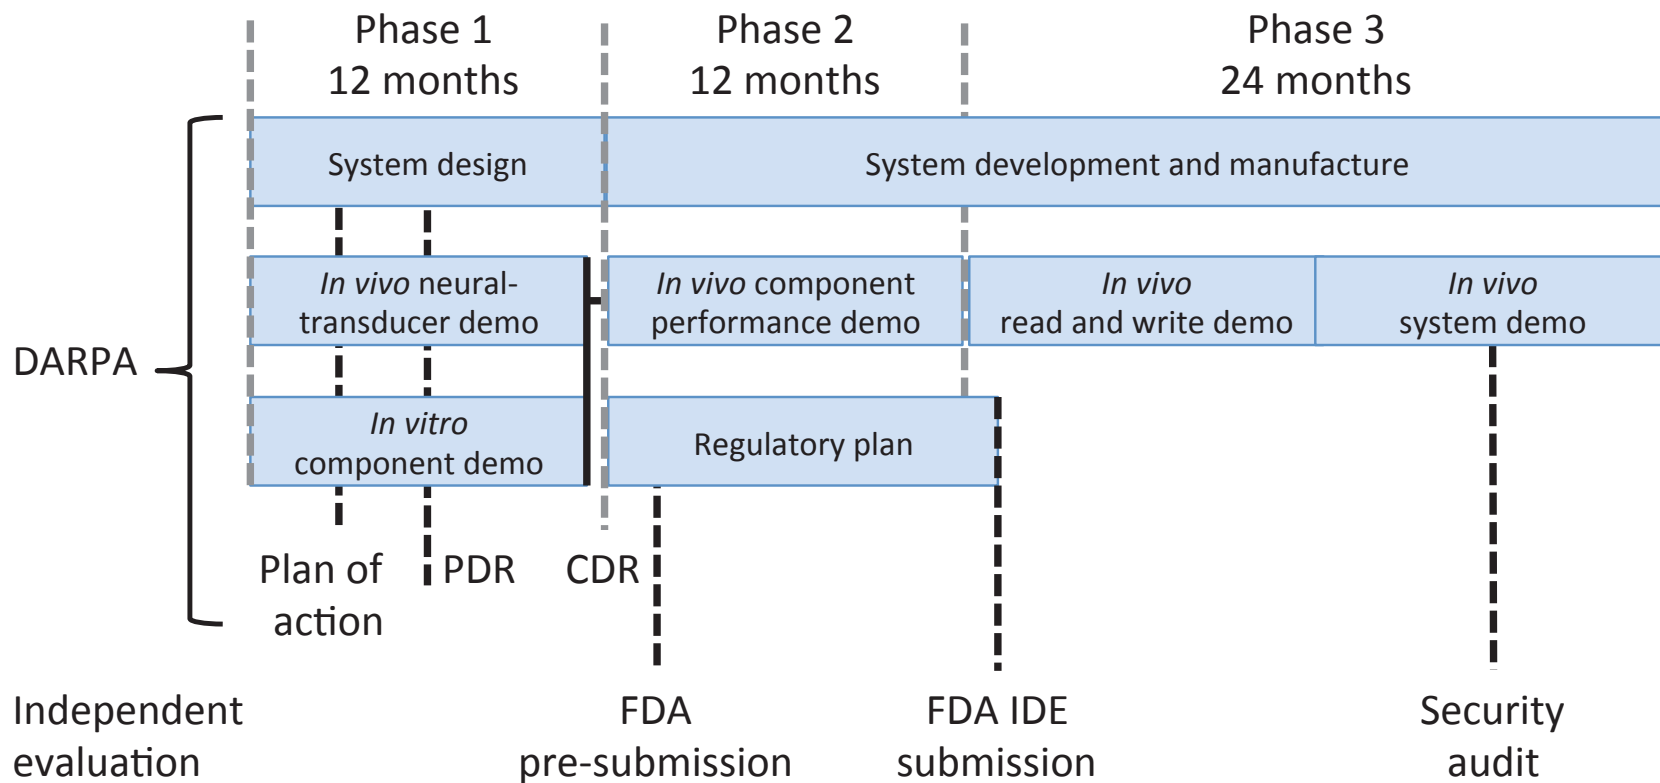 Phase 1
12 months
Phase 2
12 months
Phase 3
24 months
System design
System development and manufacture
In vivo neural-
transducer demo
In vivo component
performance demo
In vivo
read and write demo
In vivo
system demo
DARPA
In vitro
component demo
Regulatory plan
Plan of
action
PDR
CDR
Independent
evaluation
FDA
pre-submission
FDA IDE
submission
Security
audit